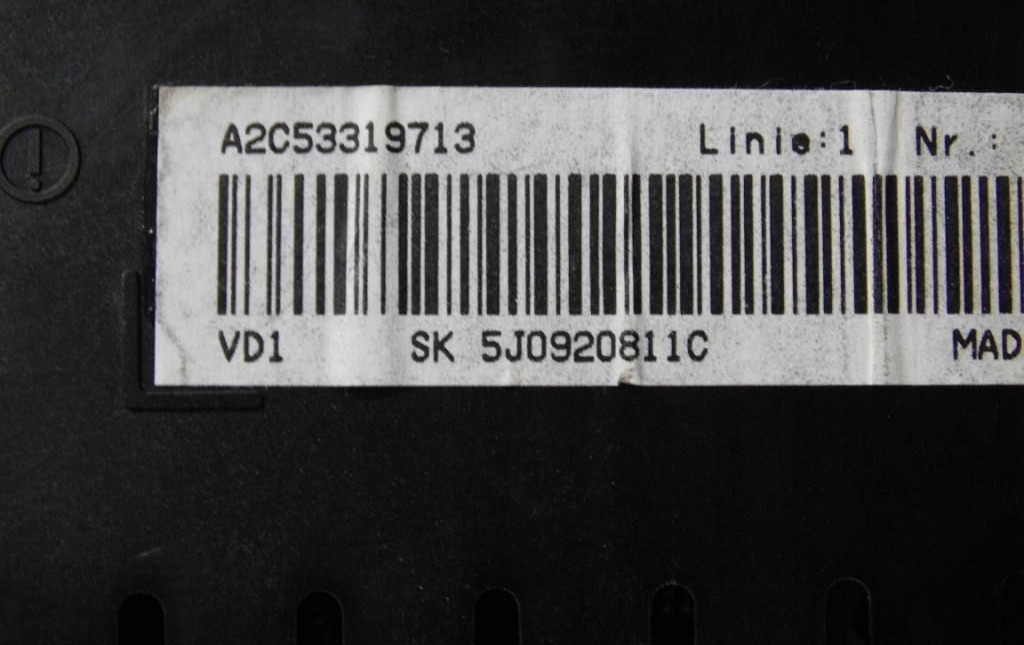 A2C53319713 Linie:1 Nr.:
VD1 SK 5J0920811C MAD